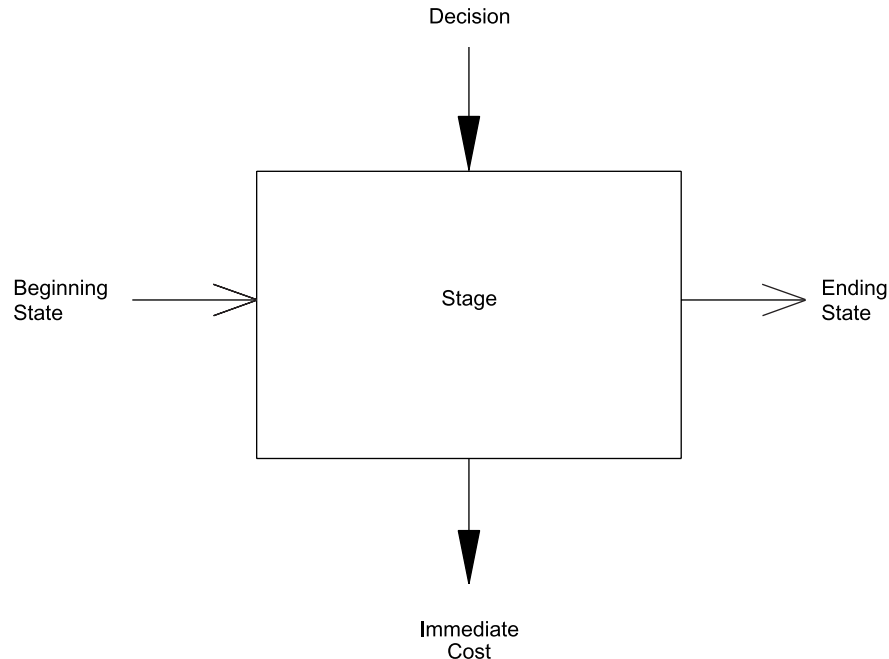 Decision
Beginning
State
Stage
Ending
State
Immediate
Cost